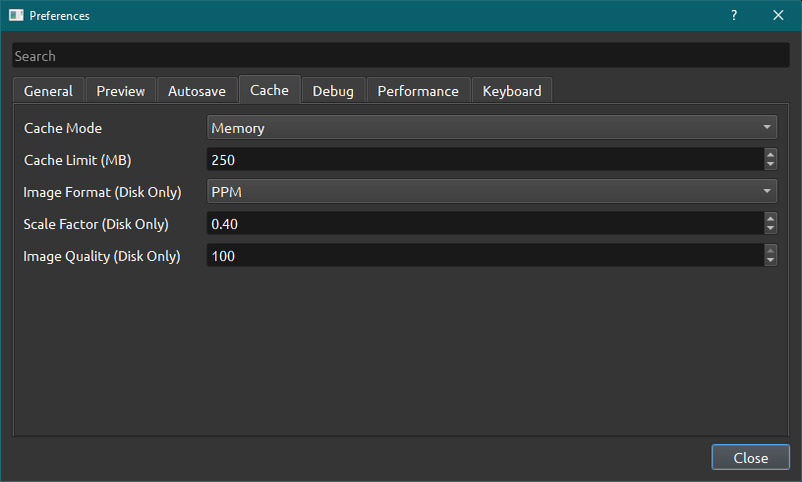 Preferences
?
Search
General Preview Autosave Cache Debug Performance Keyboard
Cache Mode Memory
Cache Limit (MB) 250
Image Format (Disk Only) PPM
Scale Factor (Disk Only) 0.40
Image Quality (Disk Only) 100
Close